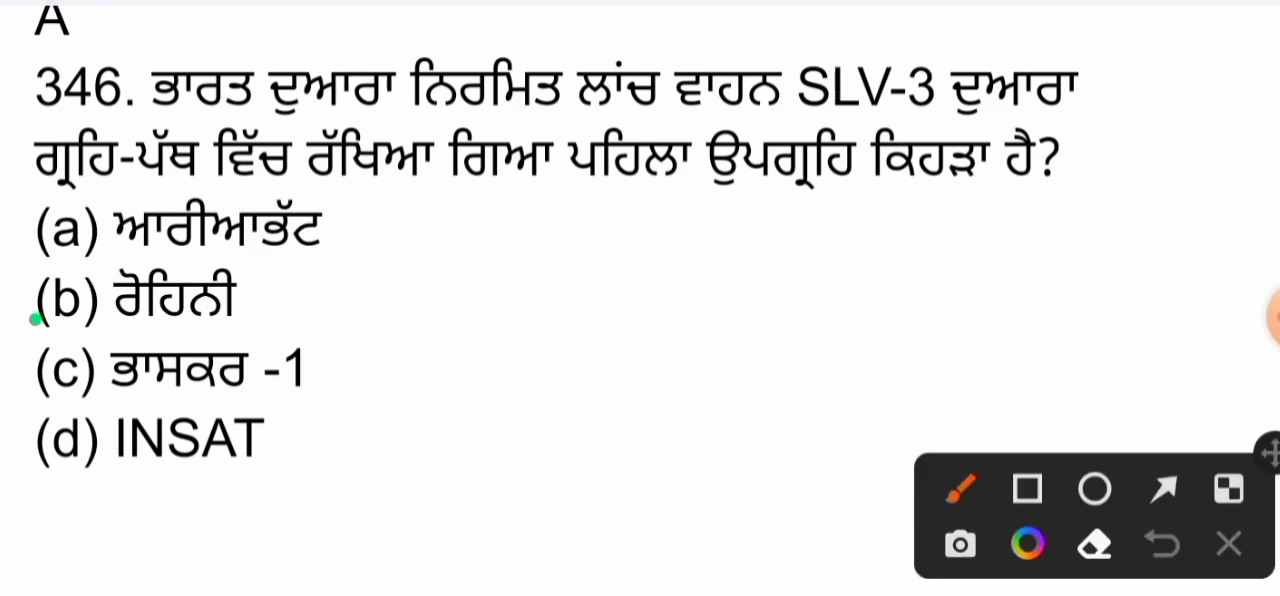 A
346. ਭਾਰਤ ਦੁਆਰਾ ਨਿਰਮਿਤ ਲਾਂਚ ਵਾਹਨ SLV-3 ਦੁਆਰਾ
ਗ੍ਰਹਿ-ਪੱਥ ਵਿੱਚ ਰੱਖਿਆ ਗਿਆ ਪਹਿਲਾ ਉਪਗ੍ਰਹਿ ਕਿਹੜਾ ਹੈ?
(a) ਆਰੀਆਭੱਟ
(b) ਰੋਹਿਨੀ
(c) ਭਾਸਕਰ -1
(d) INSAT